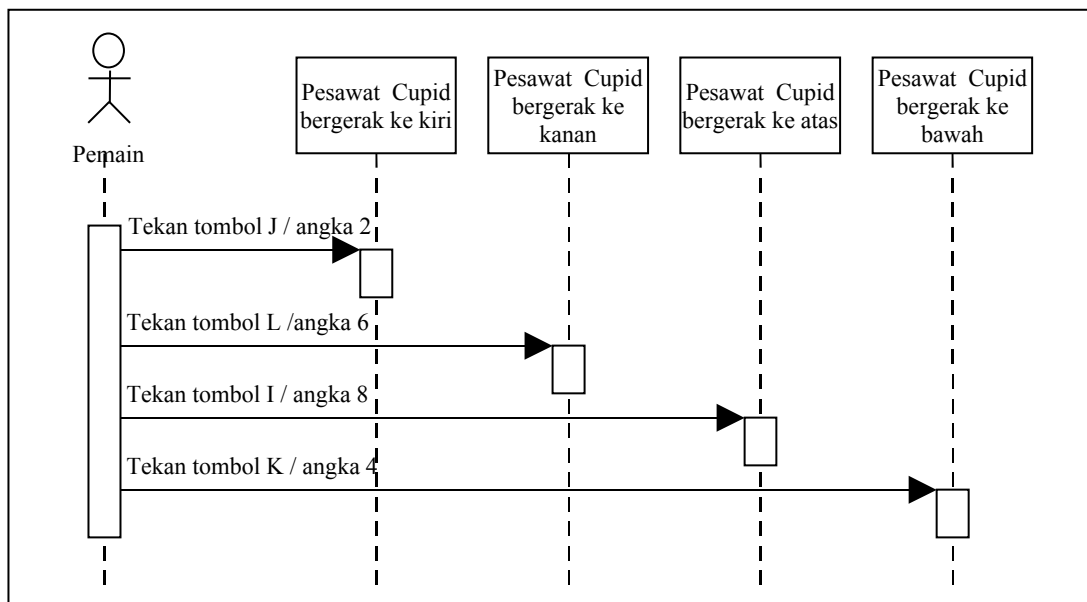 Pemain
Pesawat Cupid
bergerak ke kiri
Pesawat Cupid
bergerak ke
kanan
Pesawat Cupid
bergerak ke atas
Pesawat Cupid
bergerak ke
bawah
Tekan tombol J / angka 2
Tekan tombol L /angka 6
Tekan tombol I / angka 8
Tekan tombol K / angka 4